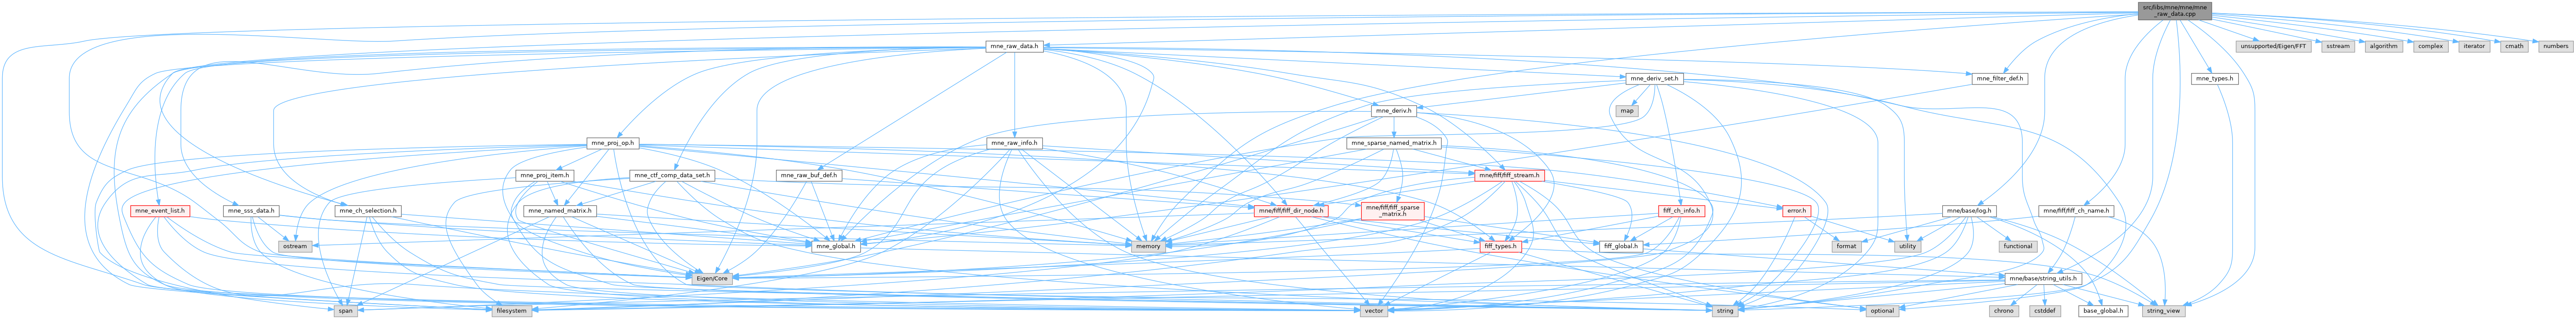 src/libs/mne/mne/mne
_raw_data.cpp
mne_raw_data.h
unsupported/Eigen/FFT
sstream
algorithm
complex
iterator
cmath
numbers
mne_deriv_set.h
mne_filter_def.h
mne_types.h
map
mne_deriv.h
mne_proj_op.h
mne_raw_info.h
mne_sparse_named_matrix.h
mne_proj_item.h
mne_ctf_comp_data_set.h
mne_raw_buf_def.h
mne/fiff/fiff_stream.h
mne_event_list.h
mne_sss_data.h
mne_ch_selection.h
mne_named_matrix.h
mne/fiff/fiff_dir_node.h
mne/fiff/fiff_sparse
_matrix.h
fiff_ch_info.h
error.h
mne/base/log.h
mne/fiff/fiff_ch_name.h
ostream
mne_global.h
memory
fiff_types.h
fiff_global.h
format
utility
functional
Eigen/Core
mne/base/string_utils.h
span
filesystem
vector
string
optional
chrono
cstddef
base_global.h
string_view